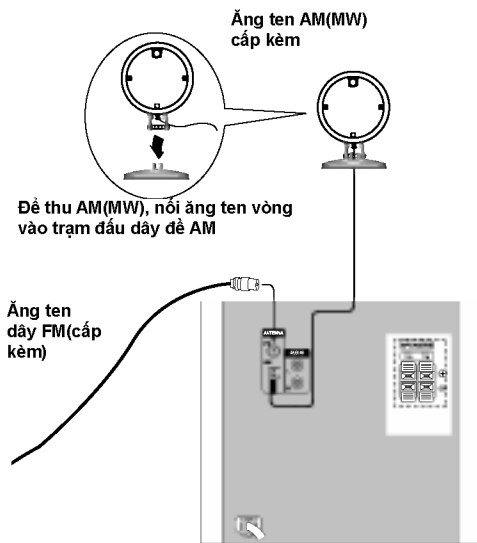 Ăng ten AM(MW)
cấp kèm
Để thu AM(MW), nối ăng ten vòng
vào trạm đấu dây đề AM
Ăng ten
dây FM(cấp
kèm)
ANTENNA